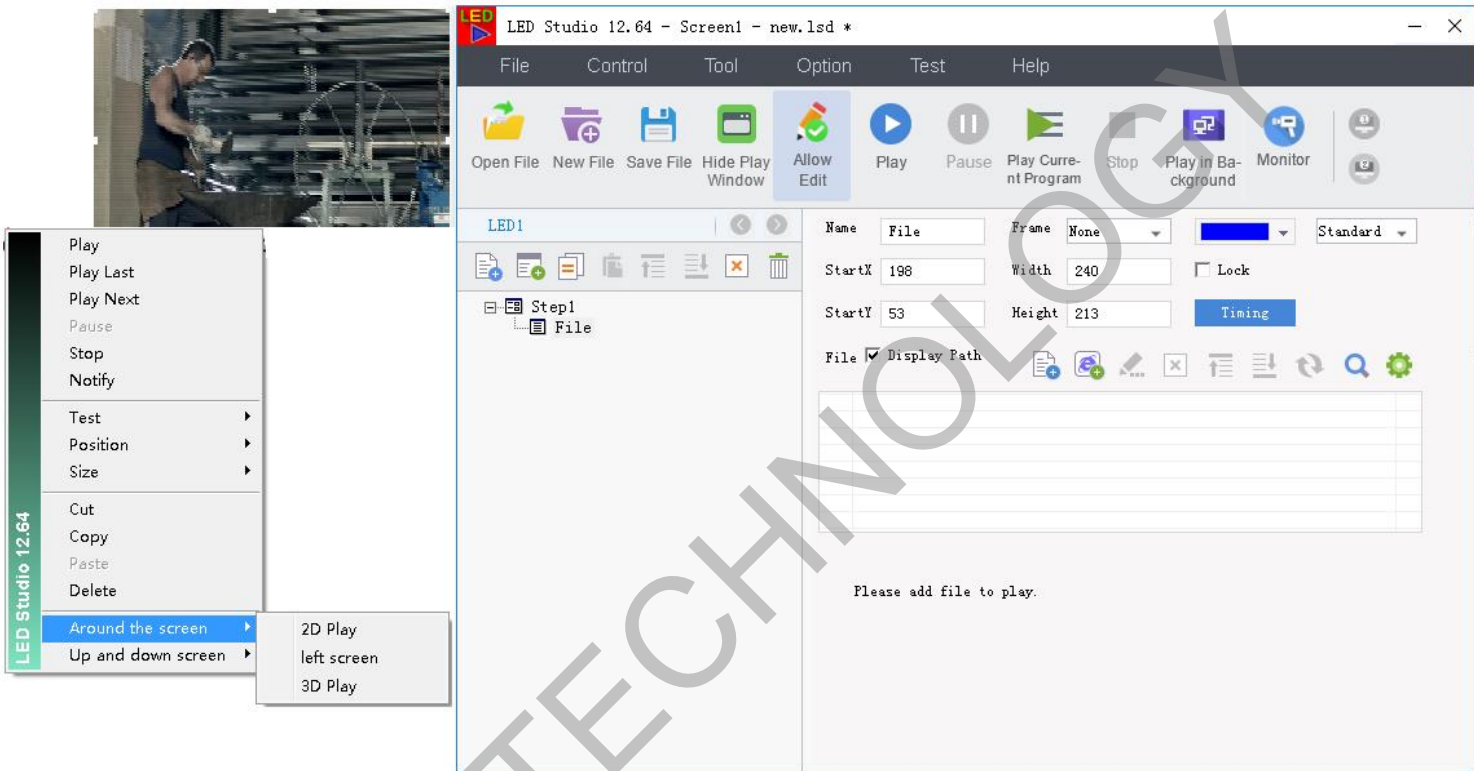 LED
LED Studio 12.64 - Screen1 - new.lsd *
File Control Tool Option Test Help
Open File
New File
Save File
Hide Play
Window
Allow
Edit
Play
Pause
Play Curre-
nt Program
Stop
Play in Ba-
ckground
Monitor
LED1
Step1
File
Name File Frame None Standard
StartX 198 Width 240 Lock
StartY 53 Height 213 Timing
File Display Path
Please add file to play.
Play
Play Last
Play Next
Pause
Stop
Notify
Test
Position
Size
Cut
Copy
Paste
Delete
Around the screen
Up and down screen
2D Play
left screen
3D Play
LED Studio 12.64
TECHNOLOGY